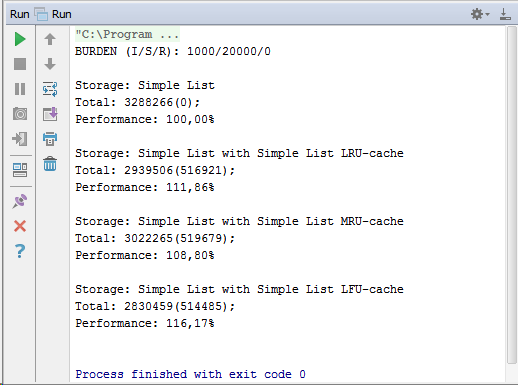 Run Run
"C:\Program ...
BURDEN (I/S/R): 1000/20000/0
Storage: Simple List
Total: 3288266(0);
Performance: 100,00%
Storage: Simple List with Simple List LRU-cache
Total: 2939506(516921);
Performance: 111,86%
Storage: Simple List with Simple List MRU-cache
Total: 3022265(519679);
Performance: 108,80%
Storage: Simple List with Simple List LFU-cache
Total: 2830459(514485);
Performance: 116,17%
Process finished with exit code 0